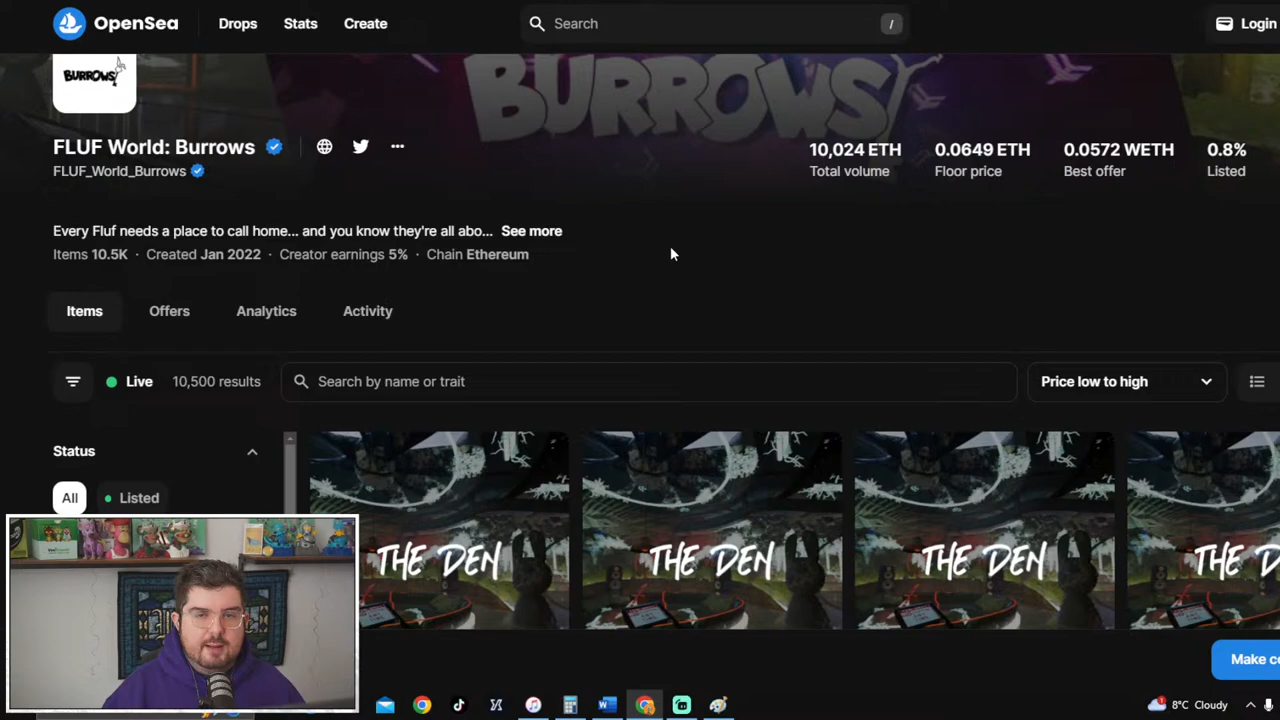 OpenSea
Drops
Stats
Create
Search
/
Login
BURROWS
BURROWS
FLUF World: Burrows
FLUF_World_Burrows
10,024 ETH
Total volume
0.0649 ETH
Floor price
0.0572 WETH
Best offer
0.8%
Listed
Every Fluf needs a place to call home... and you know they're all abo... See more
Items 10.5K · Created Jan 2022 · Creator earnings 5% · Chain Ethereum
Items
Offers
Analytics
Activity
Live
10,500 results
Search by name or trait
Price low to high
Status
All
Listed
THE DEN
THE DEN
THE DEN
THE D
Make co
8°C Cloudy